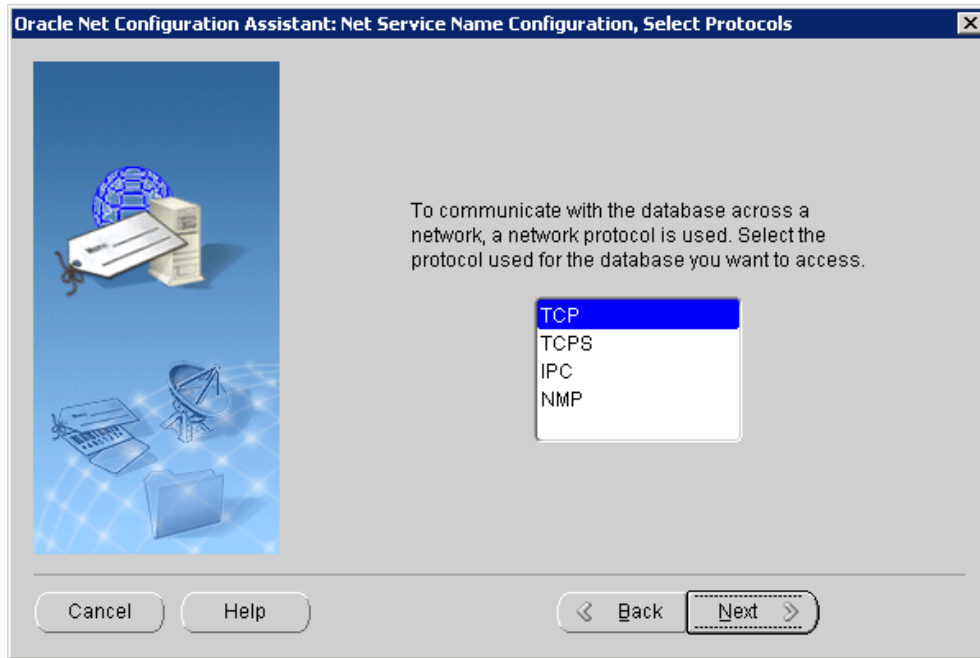 Oracle Net Configuration Assistant: Net Service Name Configuration, Select Protocols
To communicate with the database across a
network, a network protocol is used. Select the
protocol used for the database you want to access.
TCP
TCPS
IPC
NMP
Cancel
Help
Back
Next